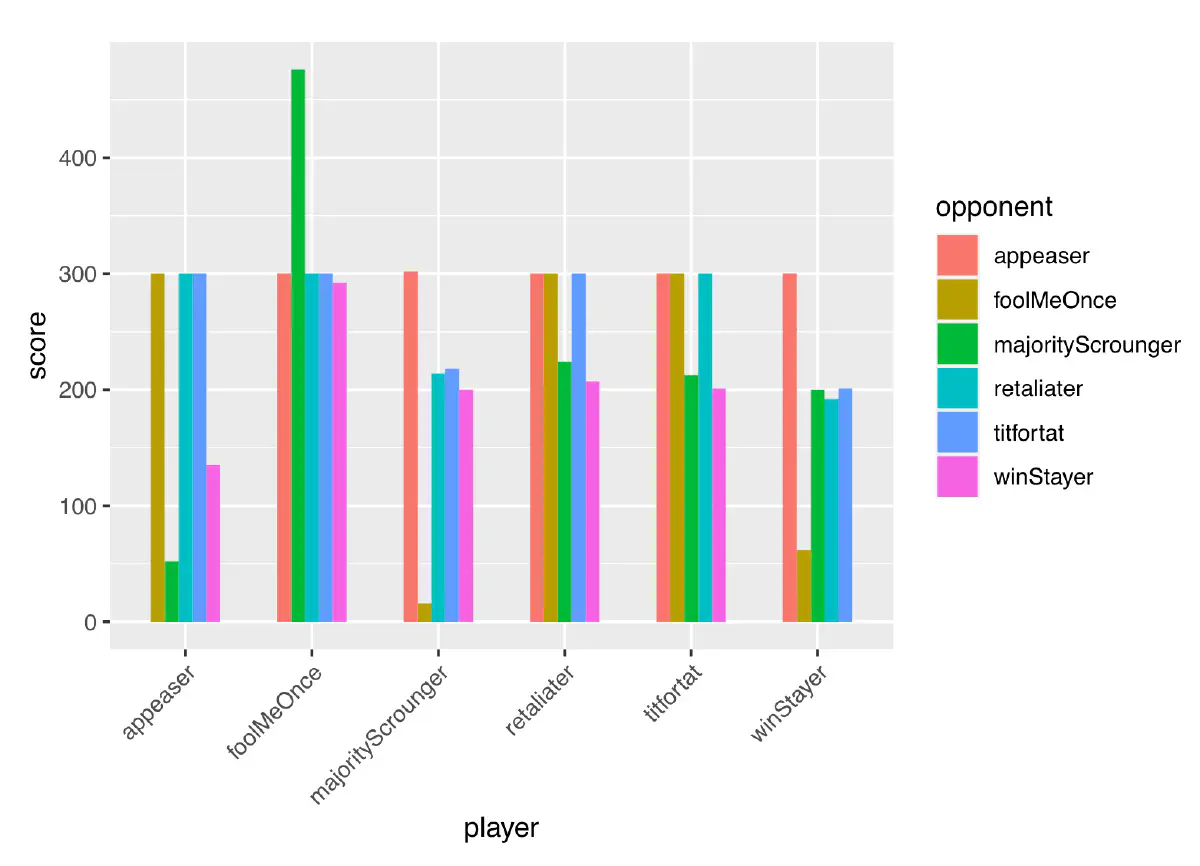 400
300
200
100
0
score
appeaser
foolMeOnce
majorityScrounger
retaliater
titfortat
winStayer
player
opponent
appeaser
foolMeOnce
majorityScrounger
retaliater
titfortat
winStayer